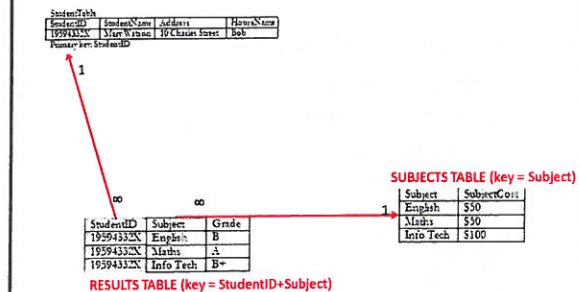 StudentTable
StudentID StudentName Address HouseName
19594332X Mary Watson 10 Charles Street Bob
Primary key: StudentID
1
∞ ∞
SUBJECTS TABLE (key = Subject)
Subject SubjectCost
English $50
Maths $50
Info Tech $100
1
StudentID Subject Grade
19594332X English B
19594332X Maths A
19594332X Info Tech B+
RESULTS TABLE (key = StudentID+Subject)